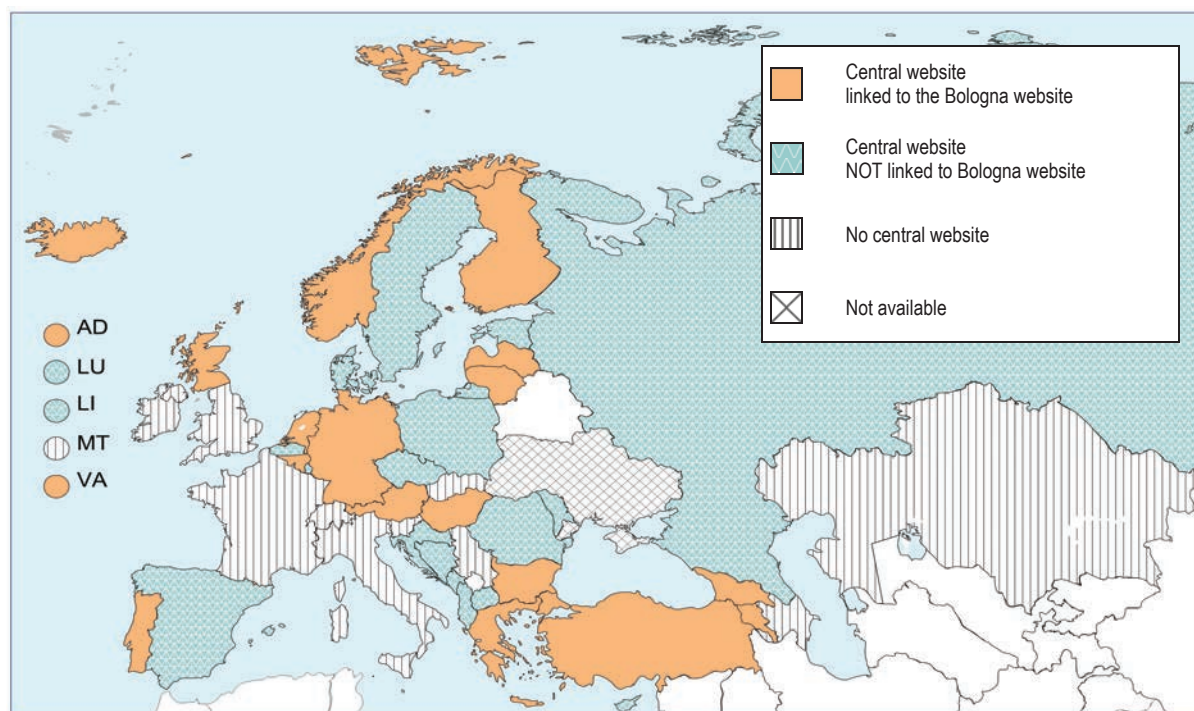 Central website
linked to the Bologna website
Central website
NOT linked to Bologna website
No central website
Not available
AD
LU
LI
MT
VA